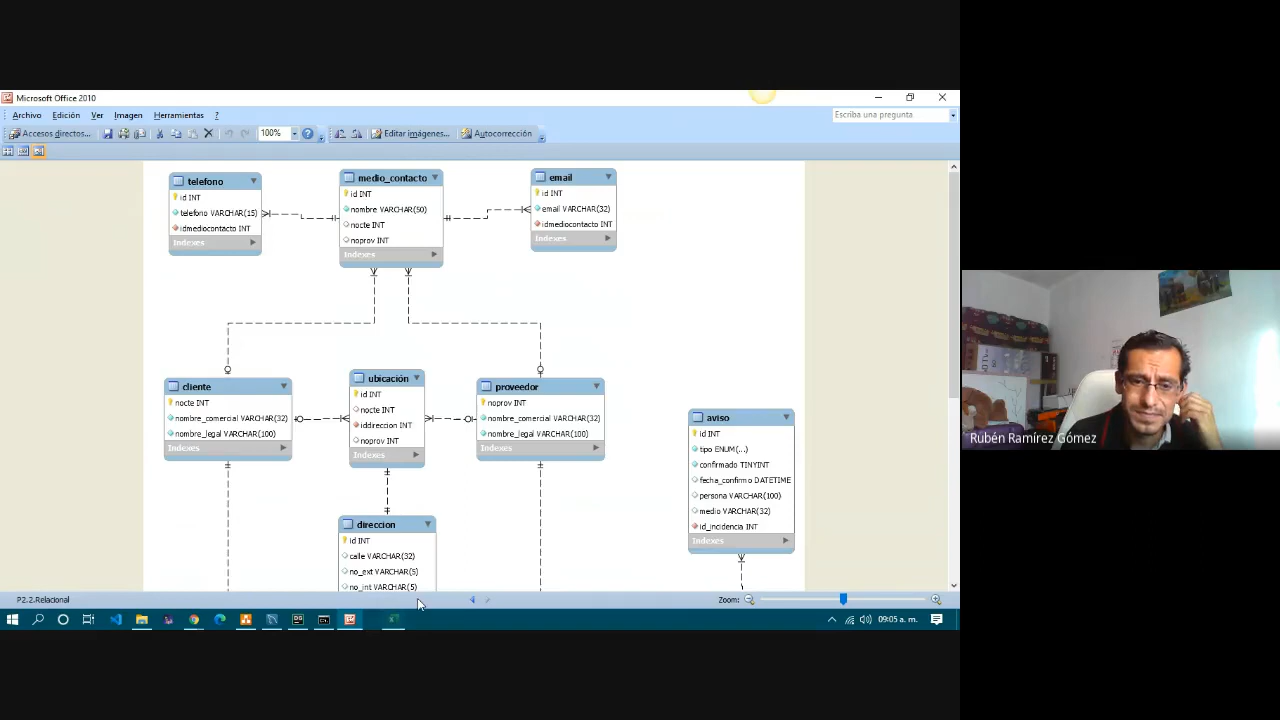 Microsoft Office 2010
Archivo Edición Ver Imagen Herramientas ?
Escriba una pregunta
Accesos directos... 100% Editar imágenes... Autocorrección
telefono
id INT
telefono VARCHAR(15)
idmediocontacto INT
Indexes
medio_contacto
id INT
nombre VARCHAR(50)
nocte INT
noprov INT
Indexes
email
id INT
email VARCHAR(32)
idmediocontacto INT
Indexes
cliente
nocte INT
nombre_comercial VARCHAR(32)
nombre_legal VARCHAR(100)
Indexes
ubicación
id INT
nocte INT
iddireccion INT
noprov INT
Indexes
proveedor
noprov INT
nombre_comercial VARCHAR(32)
nombre_legal VARCHAR(100)
Indexes
aviso
id INT
tipo ENUM(...)
confirmado TINYINT
fecha_confirmo DATETIME
persona VARCHAR(100)
medio VARCHAR(32)
id_incidencia INT
Indexes
direccion
id INT
calle VARCHAR(32)
no_ext VARCHAR(5)
no_int VARCHAR(5)
P2.2.Relacional
Zoom:
09:05 a. m.
Rubén Ramírez Gómez